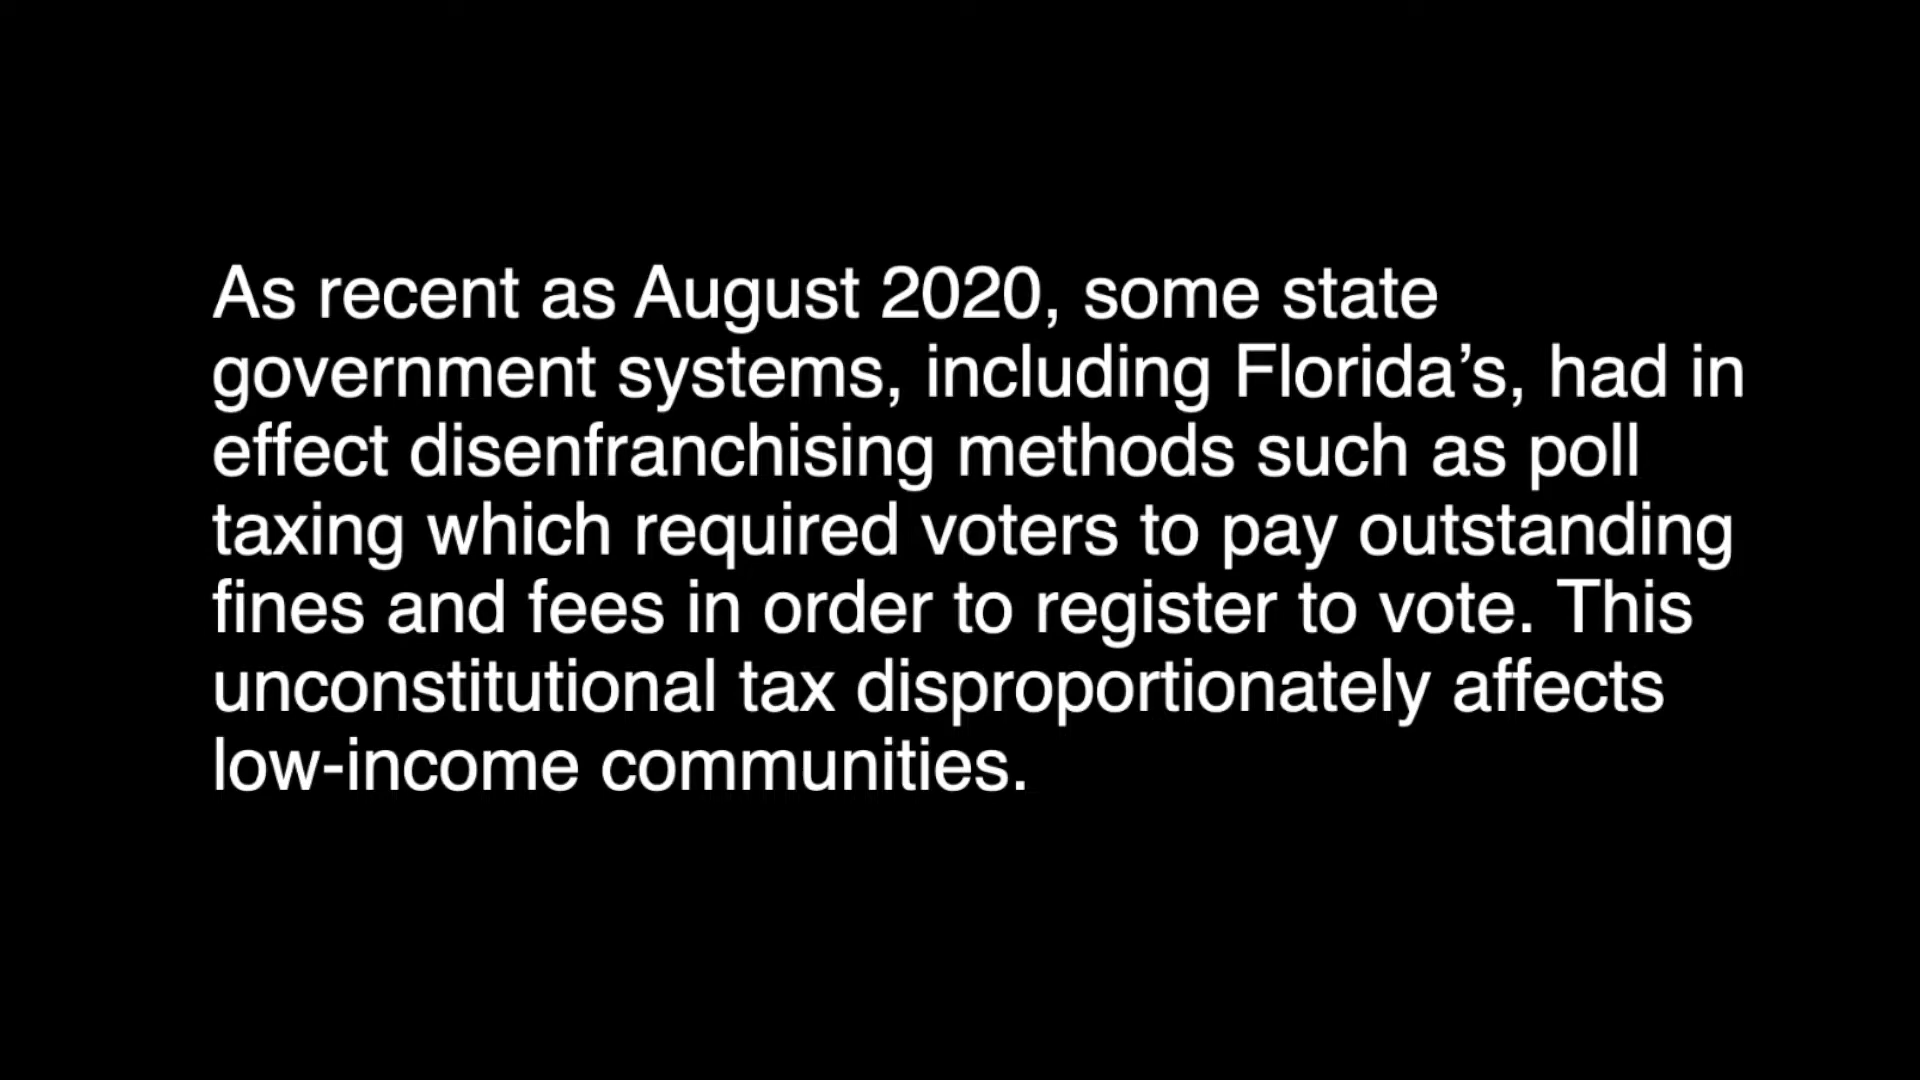 As recent as August 2020, some state
government systems, including Florida’s, had in
effect disenfranchising methods such as poll
taxing which required voters to pay outstanding
fines and fees in order to register to vote. This
unconstitutional tax disproportionately affects
low-income communities.